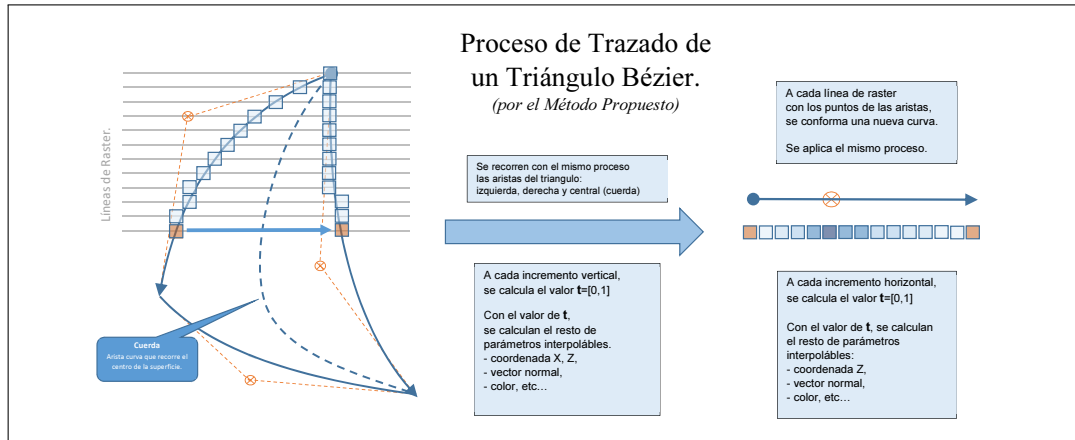 Proceso de Trazado de
un Triángulo Bézier.
(por el Método Propuesto)
Líneas de Raster.
Cuerda
Arista curva que recorre el
centro de la superficie.
Se recorren con el mismo proceso
las aristas del triangulo:
izquierda, derecha y central (cuerda)
A cada incremento vertical,
se calcula el valor t=[0,1]
Con el valor de t,
se calculan el resto de
parámetros interpolables.
- coordenada X, Z,
- vector normal,
- color, etc...
A cada línea de raster
con los puntos de las aristas,
se conforma una nueva curva.
Se aplica el mismo proceso.
A cada incremento horizontal,
se calcula el valor t=[0,1]
Con el valor de t, se calculan
el resto de parámetros
interpolábles:
- coordenada Z,
- vector normal,
- color, etc...